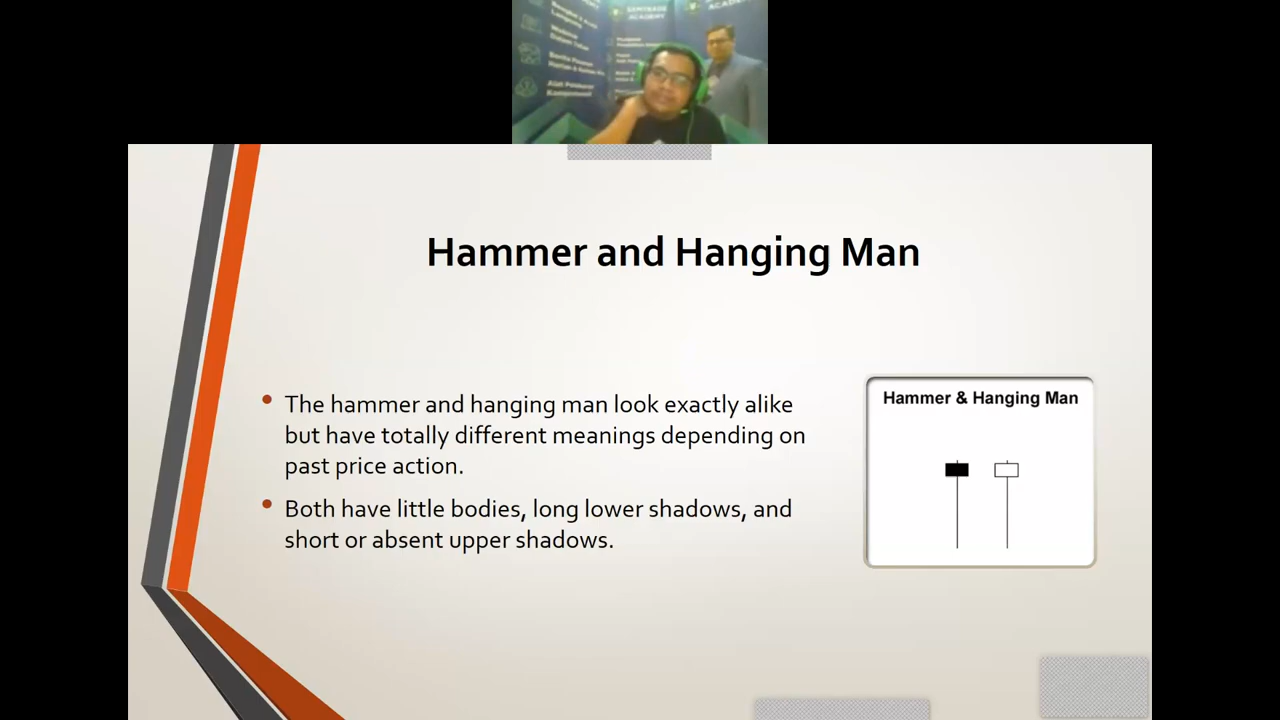 ACADEMY
Hammer and Hanging Man
• The hammer and hanging man look exactly alike
but have totally different meanings depending on
past price action.
• Both have little bodies, long lower shadows, and
short or absent upper shadows.
Hammer & Hanging Man